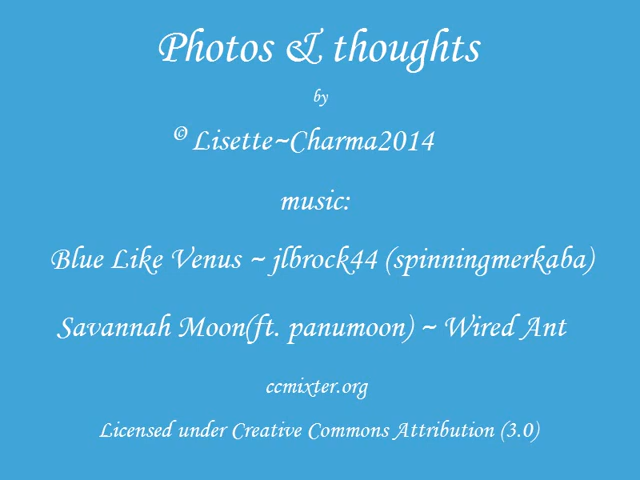 Photos & thoughts
by
© Lisette~Charma2014
music:
Blue Like Venus ~ jlbrock44 (spinningmerkaba)
Savannah Moon(ft. panumoon) ~ Wired Ant
ccmixter.org
Licensed under Creative Commons Attribution (3.0)